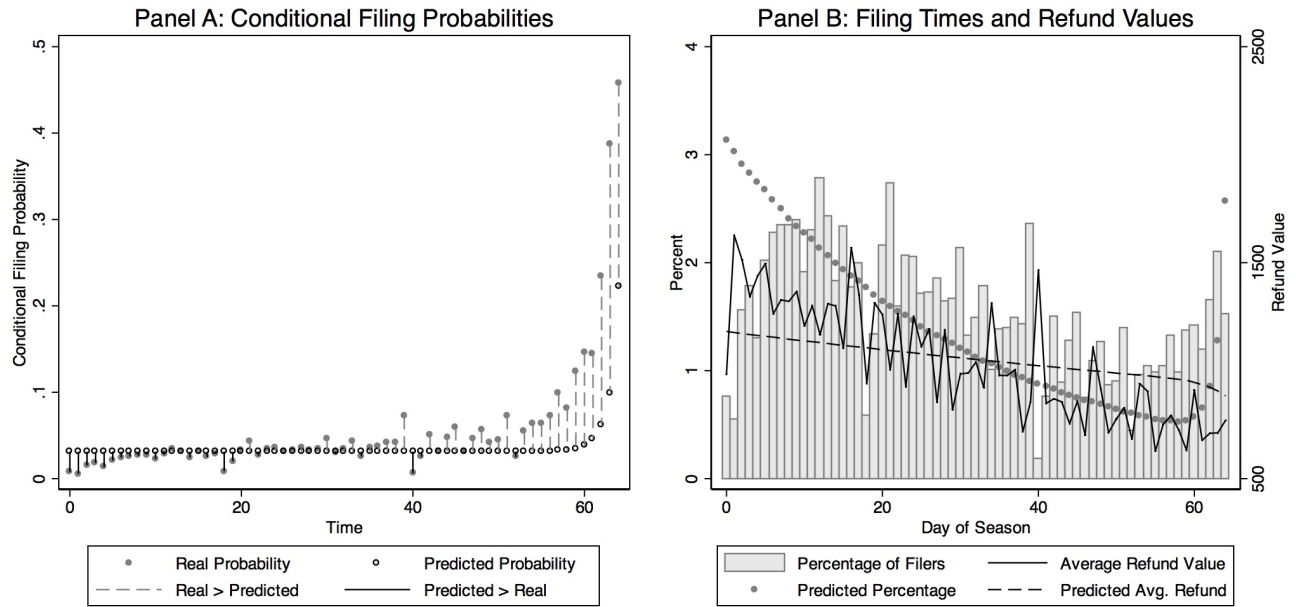 Panel A: Conditional Filing Probabilities
Conditional Filing Probability
.5
.4
.3
.2
.1
0
0 20 40 60
Time
Real Probability Predicted Probability
Real > Predicted Predicted > Real
Panel B: Filing Times and Refund Values
Percent
4
3
2
1
0
2500
1500
500
Refund Value
0 20 40 60
Day of Season
Percentage of Filers Average Refund Value
Predicted Percentage Predicted Avg. Refund